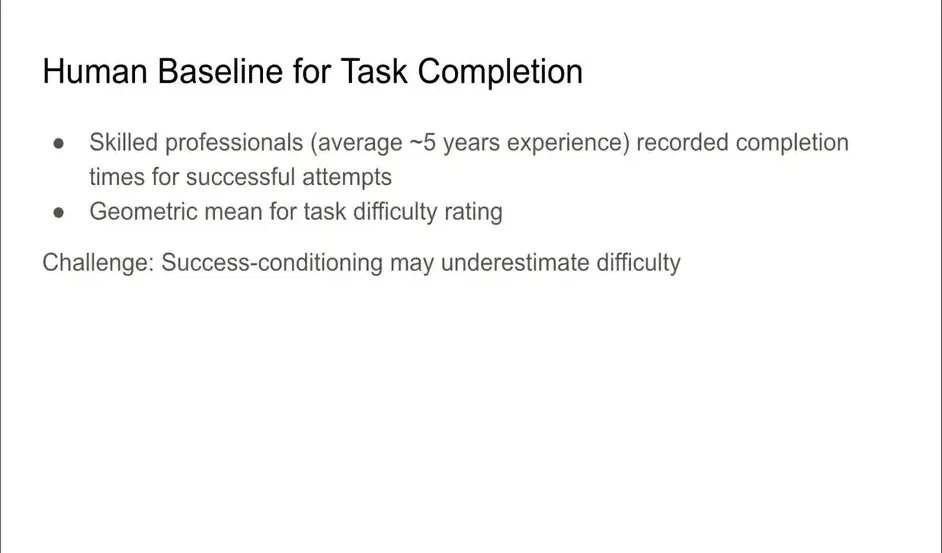 Human Baseline for Task Completion
● Skilled professionals (average ~5 years experience) recorded completion
times for successful attempts
● Geometric mean for task difficulty rating
Challenge: Success-conditioning may underestimate difficulty